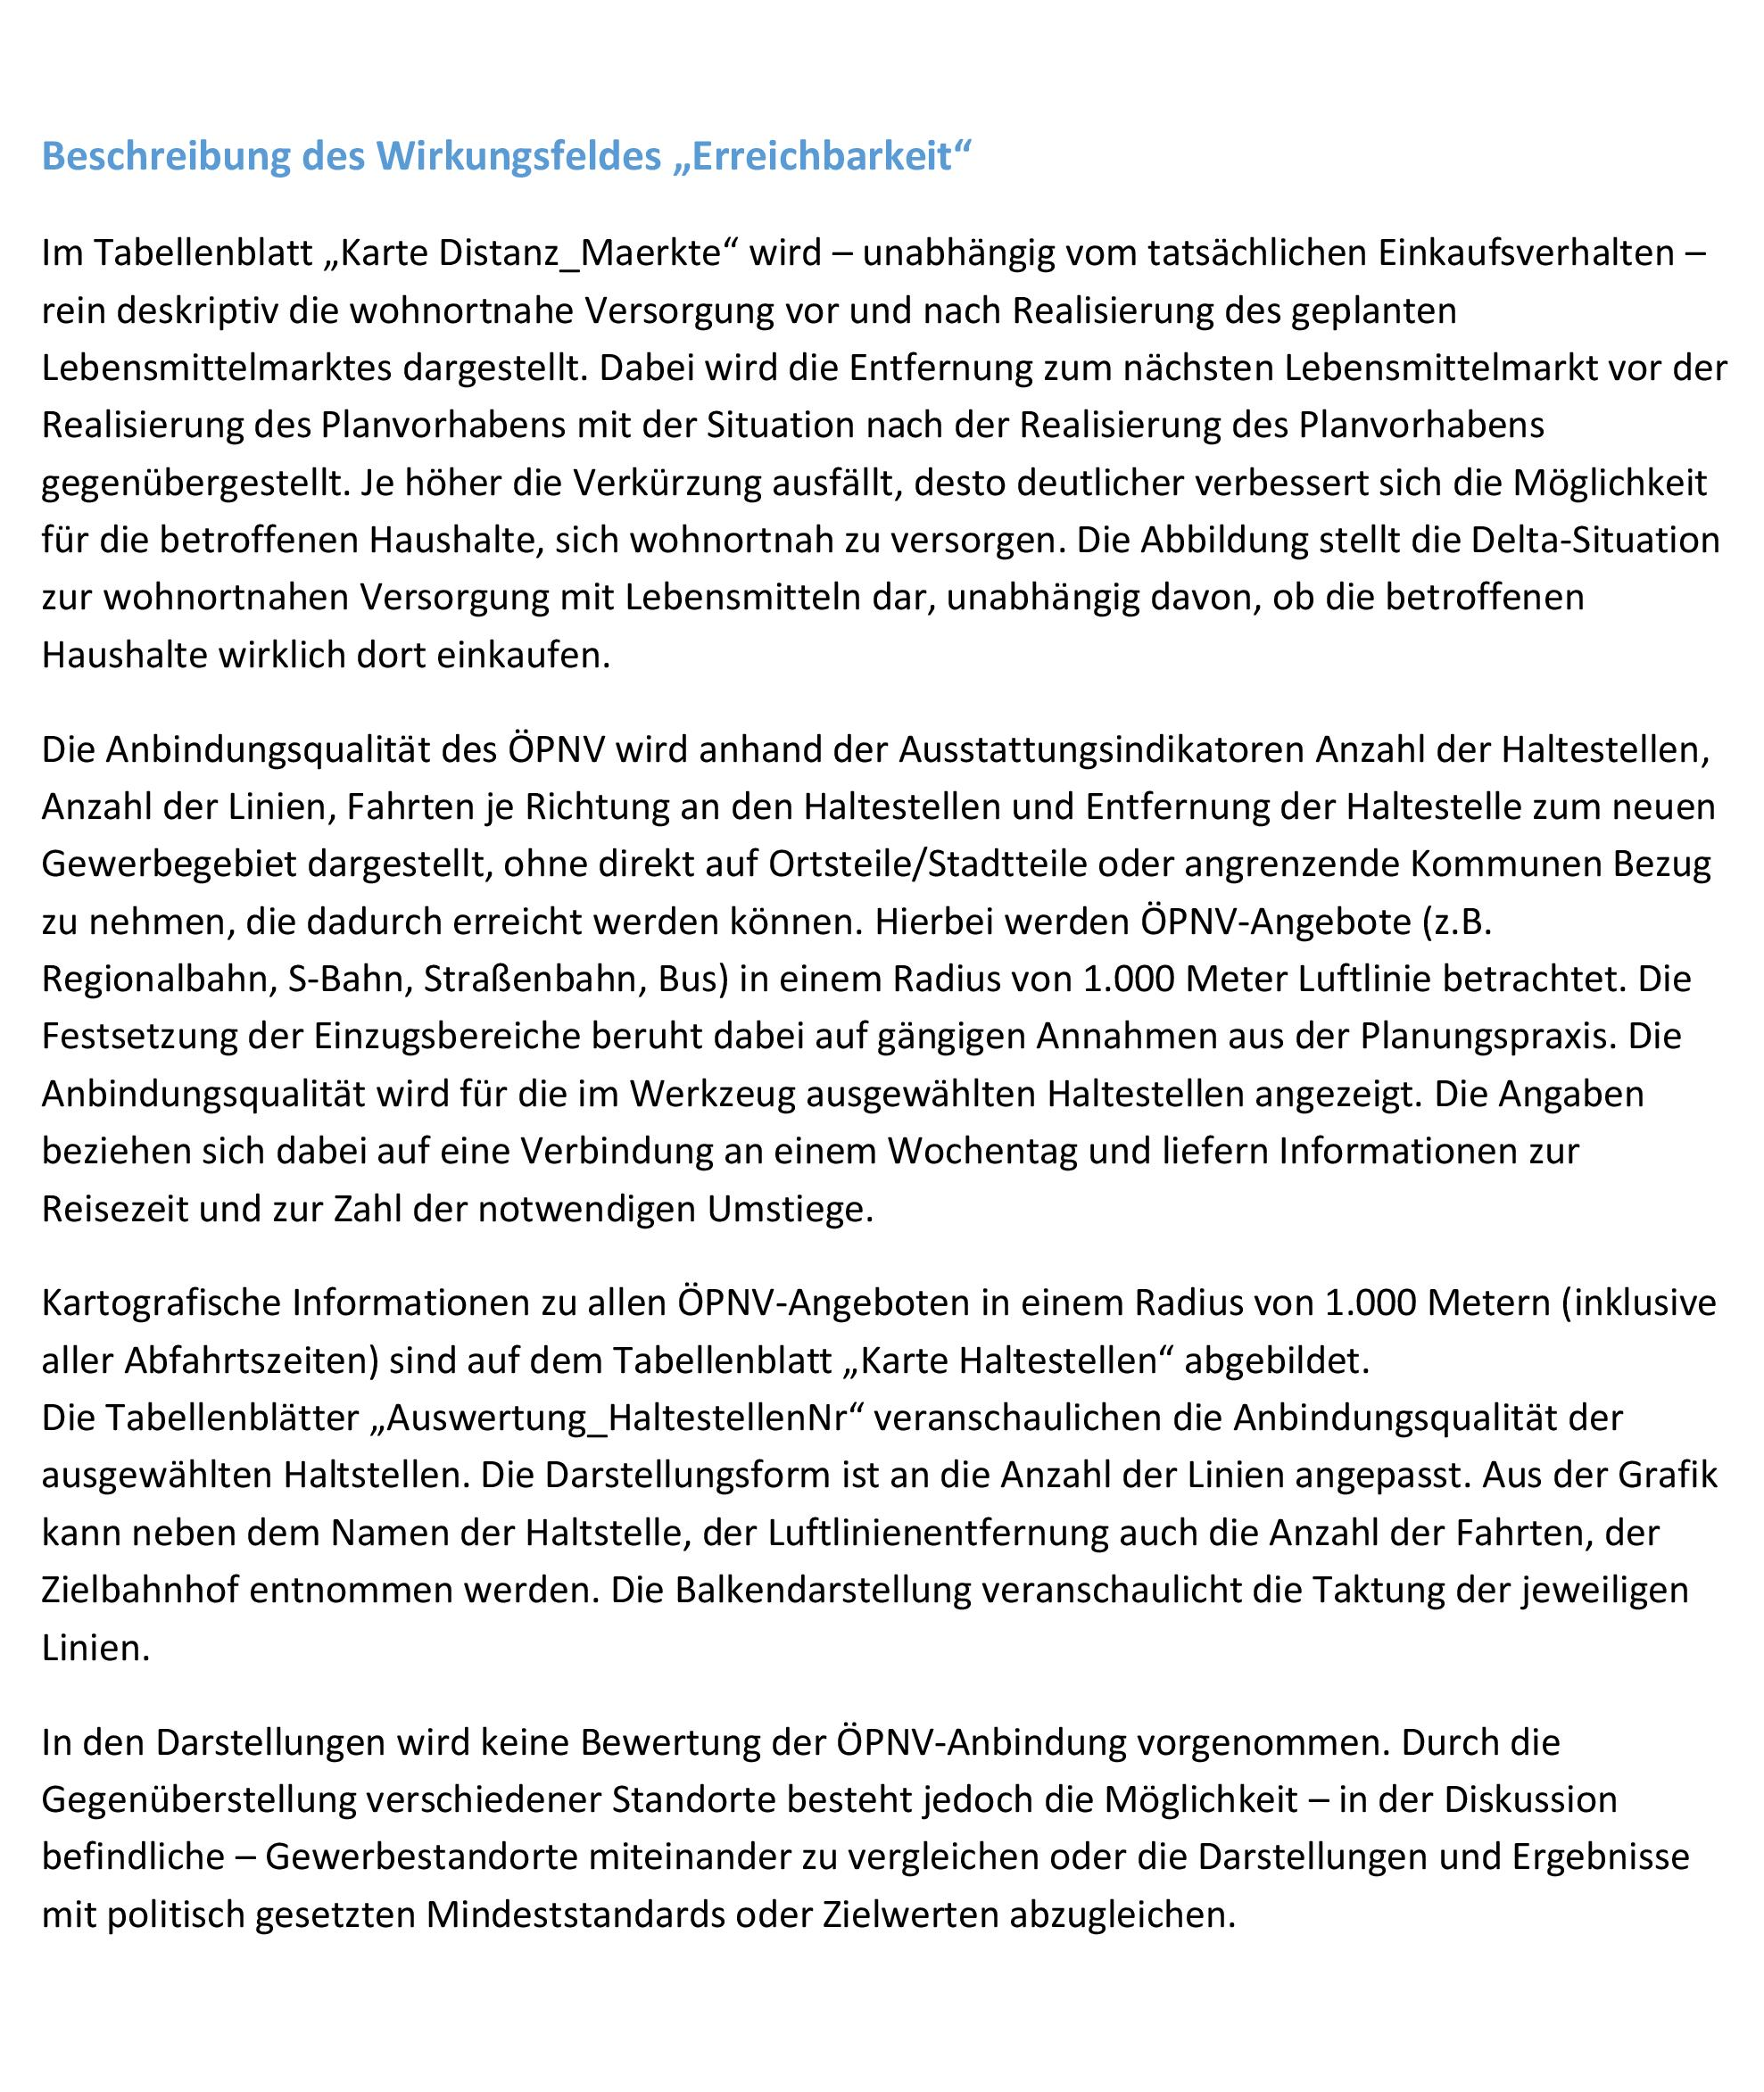 Beschreibung des Wirkungsfeldes „Erreichbarkeit“
Im Tabellenblatt „Karte Distanz_Maerkte“ wird – unabhängig vom tatsächlichen Einkaufsverhalten –
rein deskriptiv die wohnortnahe Versorgung vor und nach Realisierung des geplanten
Lebensmittelmarktes dargestellt. Dabei wird die Entfernung zum nächsten Lebensmittelmarkt vor der
Realisierung des Planvorhabens mit der Situation nach der Realisierung des Planvorhabens
gegenübergestellt. Je höher die Verkürzung ausfällt, desto deutlicher verbessert sich die Möglichkeit
für die betroffenen Haushalte, sich wohnortnah zu versorgen. Die Abbildung stellt die Delta-Situation
zur wohnortnahen Versorgung mit Lebensmitteln dar, unabhängig davon, ob die betroffenen
Haushalte wirklich dort einkaufen.
Die Anbindungsqualität des ÖPNV wird anhand der Ausstattungsindikatoren Anzahl der Haltestellen,
Anzahl der Linien, Fahrten je Richtung an den Haltestellen und Entfernung der Haltestelle zum neuen
Gewerbegebiet dargestellt, ohne direkt auf Ortsteile/Stadtteile oder angrenzende Kommunen Bezug
zu nehmen, die dadurch erreicht werden können. Hierbei werden ÖPNV-Angebote (z.B.
Regionalbahn, S-Bahn, Straßenbahn, Bus) in einem Radius von 1.000 Meter Luftlinie betrachtet. Die
Festsetzung der Einzugsbereiche beruht dabei auf gängigen Annahmen aus der Planungspraxis. Die
Anbindungsqualität wird für die im Werkzeug ausgewählten Haltestellen angezeigt. Die Angaben
beziehen sich dabei auf eine Verbindung an einem Wochentag und liefern Informationen zur
Reisezeit und zur Zahl der notwendigen Umstiege.
Kartografische Informationen zu allen ÖPNV-Angeboten in einem Radius von 1.000 Metern (inklusive
aller Abfahrtszeiten) sind auf dem Tabellenblatt „Karte Haltestellen“ abgebildet.
Die Tabellenblätter „Auswertung_HaltestellenNr“ veranschaulichen die Anbindungsqualität der
ausgewählten Haltstellen. Die Darstellungsform ist an die Anzahl der Linien angepasst. Aus der Grafik
kann neben dem Namen der Haltstelle, der Luftlinienentfernung auch die Anzahl der Fahrten, der
Zielbahnhof entnommen werden. Die Balkendarstellung veranschaulicht die Taktung der jeweiligen
Linien.
In den Darstellungen wird keine Bewertung der ÖPNV-Anbindung vorgenommen. Durch die
Gegenüberstellung verschiedener Standorte besteht jedoch die Möglichkeit – in der Diskussion
befindliche – Gewerbestandorte miteinander zu vergleichen oder die Darstellungen und Ergebnisse
mit politisch gesetzten Mindeststandards oder Zielwerten abzugleichen.